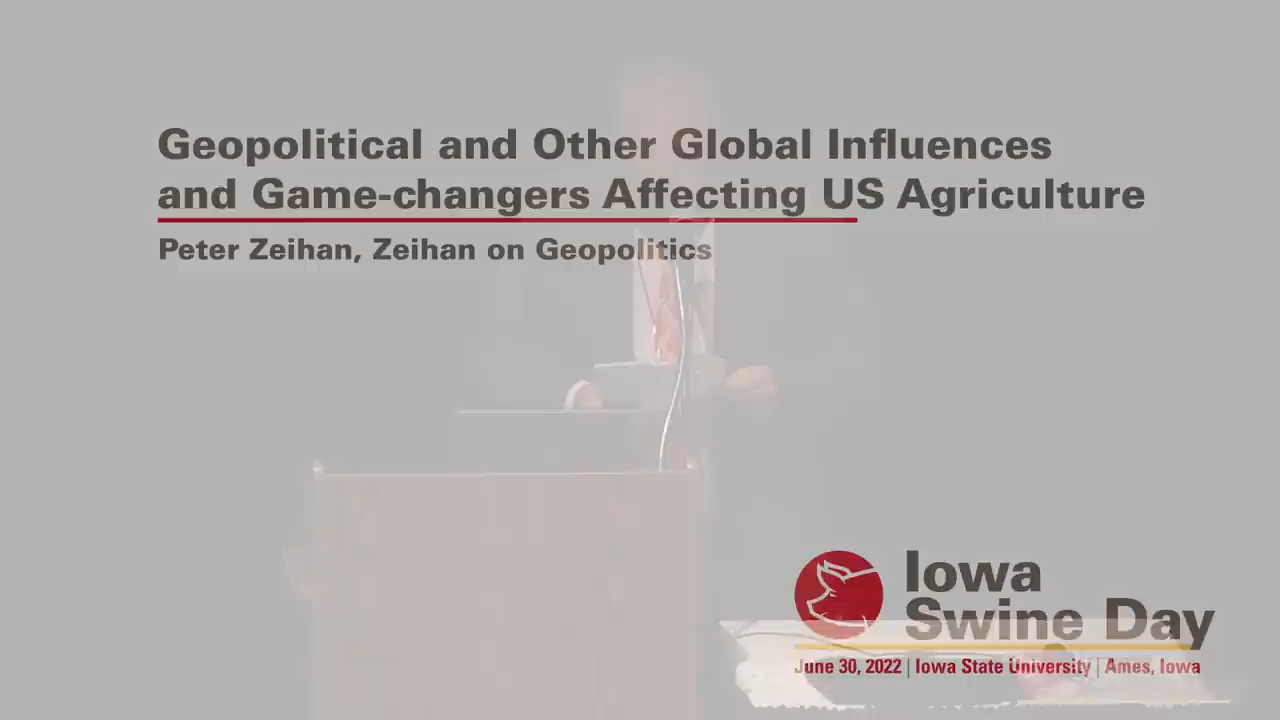 Geopolitical and Other Global Influences
and Game-changers Affecting US Agriculture
Peter Zeihan, Zeihan on Geopolitics
Iowa
Swine Day
June 30, 2022 | Iowa State University | Ames, Iowa